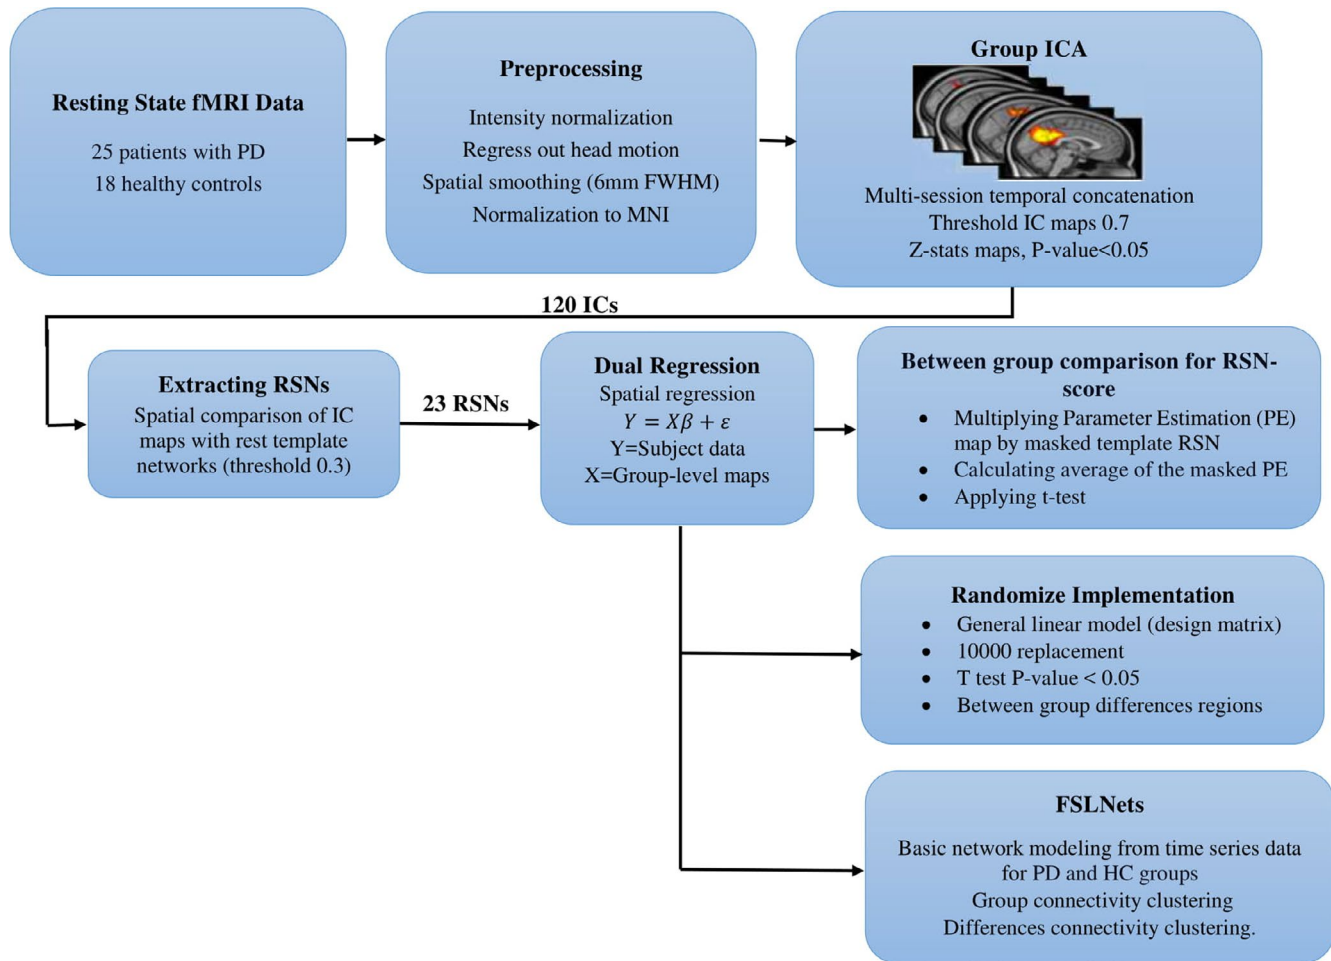 Resting State fMRI Data
25 patients with PD
18 healthy controls
Preprocessing
Intensity normalization
Regress out head motion
Spatial smoothing (6mm FWHM)
Normalization to MNI
Group ICA
Multi-session temporal concatenation
Threshold IC maps 0.7
Z-stats maps, P-value<0.05
120 ICs
Extracting RSNs
Spatial comparison of IC
maps with rest template
networks (threshold 0.3)
23 RSNs
Dual Regression
Spatial regression
𝑌 = 𝑋𝛽 + 𝜀
Y=Subject data
X=Group-level maps
Between group comparison for RSN-
score
• Multiplying Parameter Estimation (PE)
map by masked template RSN
• Calculating average of the masked PE
• Applying t-test
Randomize Implementation
• General linear model (design matrix)
• 10000 replacement
• T test P-value < 0.05
• Between group differences regions
FSLNets
Basic network modeling from time series data
for PD and HC groups
Group connectivity clustering
Differences connectivity clustering.